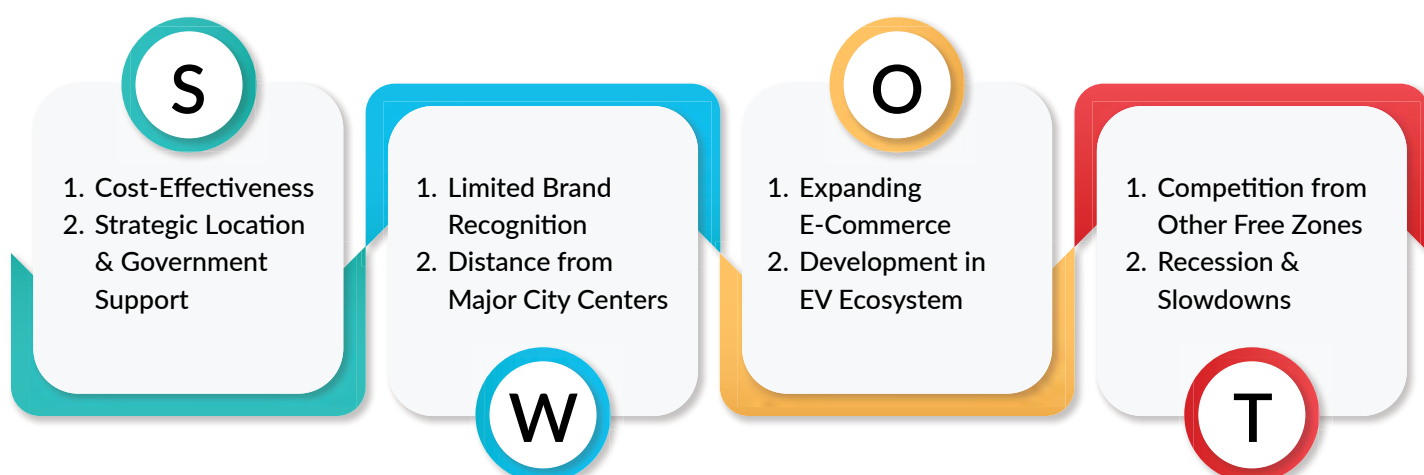 S
1. Cost-Effectiveness
2. Strategic Location
& Government
Support
1. Limited Brand
Recognition
2. Distance from
Major City Centers
W
O
1. Expanding
E-Commerce
2. Development in
EV Ecosystem
1. Competition from
Other Free Zones
2. Recession &
Slowdowns
T